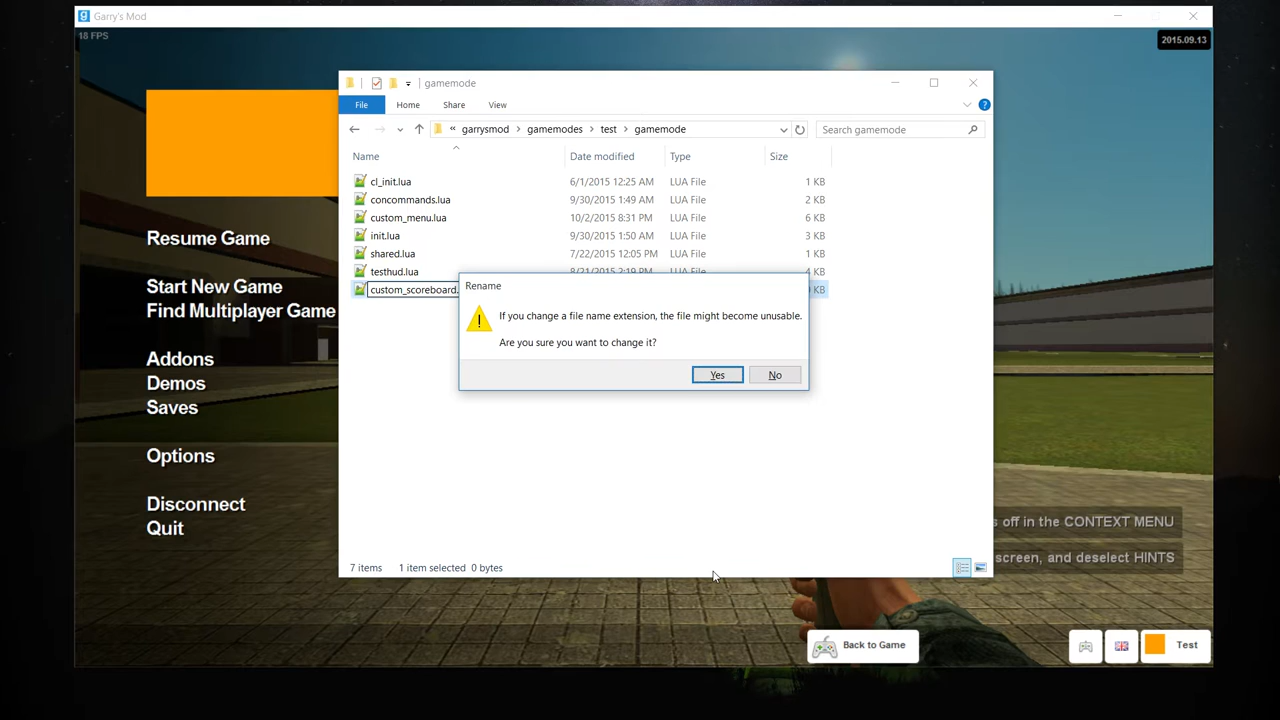 Garry's Mod
18 FPS
2015.09.13
gamemode
File Home Share View
« garrysmod > gamemodes > test > gamemode
Search gamemode
Name Date modified Type Size
cl_init.lua 6/1/2015 12:25 AM LUA File 1 KB
concommands.lua 9/30/2015 1:49 AM LUA File 2 KB
custom_menu.lua 10/2/2015 8:31 PM LUA File 6 KB
init.lua 9/30/2015 1:50 AM LUA File 3 KB
shared.lua 7/22/2015 12:05 PM LUA File 1 KB
testhud.lua 8/21/2015 2:19 PM LUA File 4 KB
custom_scoreboard. KB
Rename
If you change a file name extension, the file might become unusable.
Are you sure you want to change it?
Yes No
7 items 1 item selected 0 bytes
Resume Game
Start New Game
Find Multiplayer Game
Addons
Demos
Saves
Options
Disconnect
Quit
s off in the CONTEXT MENU
screen, and deselect HINTS
Back to Game
Test